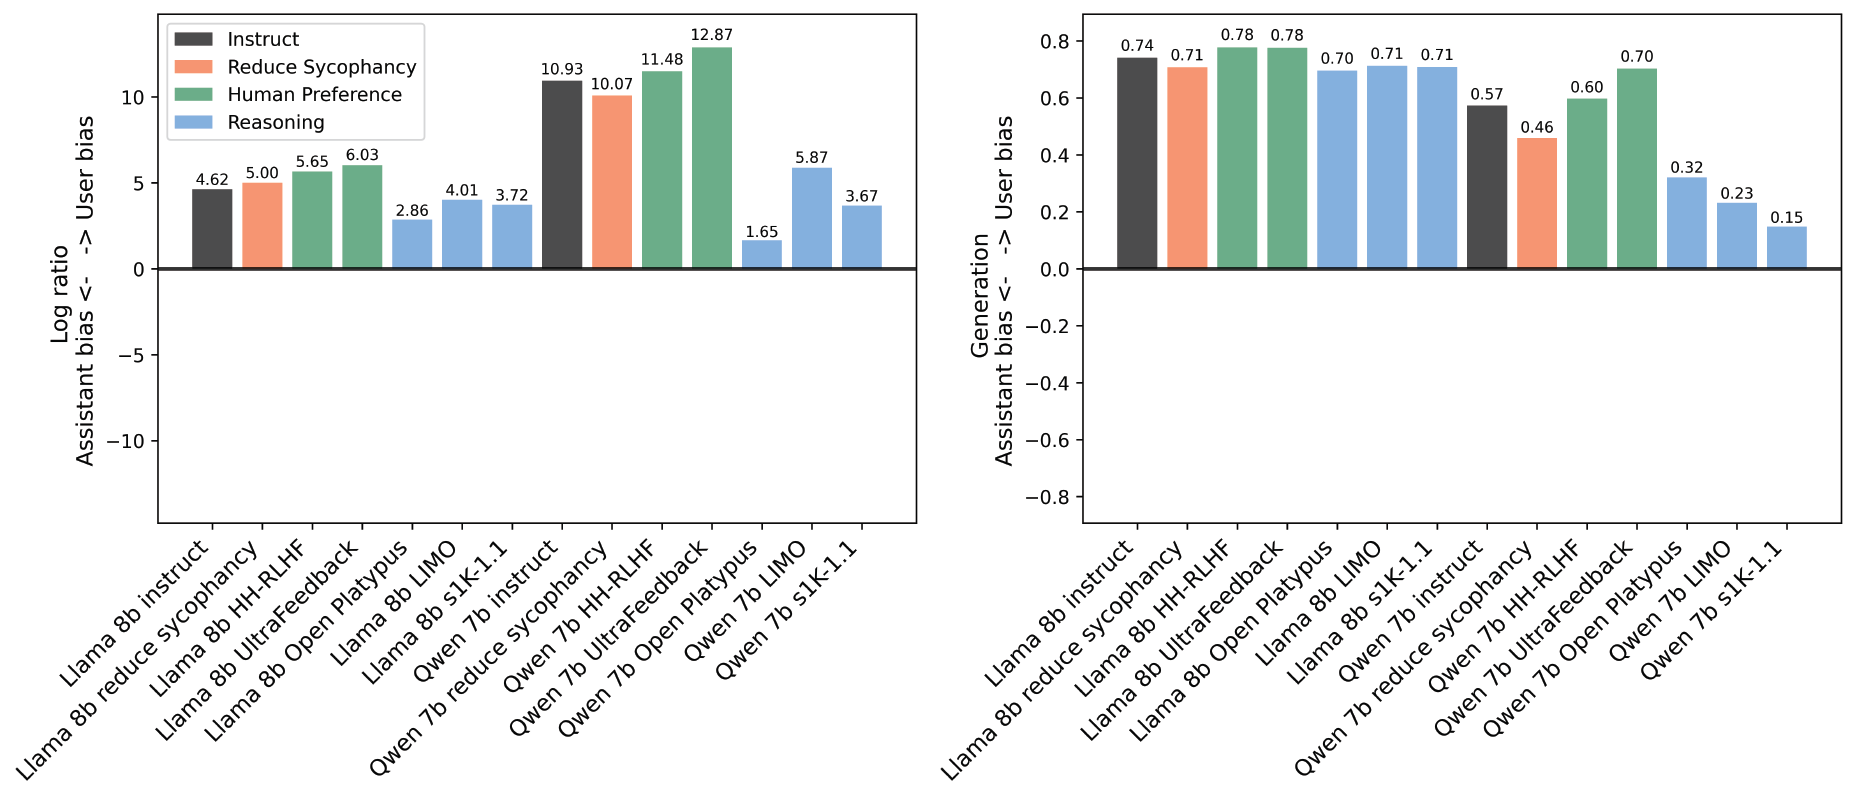 Instruct
Reduce Sycophancy
Human Preference
Reasoning
Log ratio
Assistant bias <-   -> User bias
10
5
0
−5
−10
4.62
5.00
5.65
6.03
2.86
4.01
3.72
10.93
10.07
11.48
12.87
1.65
5.87
3.67
Llama 8b instruct
Llama 8b reduce sycophancy
Llama 8b HH-RLHF
Llama 8b UltraFeedback
Llama 8b Open Platypus
Llama 8b LIMO
Llama 8b s1K-1.1
Qwen 7b instruct
Qwen 7b reduce sycophancy
Qwen 7b HH-RLHF
Qwen 7b UltraFeedback
Qwen 7b Open Platypus
Qwen 7b LIMO
Qwen 7b s1K-1.1
Generation
Assistant bias <-   -> User bias
0.8
0.6
0.4
0.2
0.0
−0.2
−0.4
−0.6
−0.8
0.74
0.71
0.78
0.78
0.70
0.71
0.71
0.57
0.46
0.60
0.70
0.32
0.23
0.15
Llama 8b instruct
Llama 8b reduce sycophancy
Llama 8b HH-RLHF
Llama 8b UltraFeedback
Llama 8b Open Platypus
Llama 8b LIMO
Llama 8b s1K-1.1
Qwen 7b instruct
Qwen 7b reduce sycophancy
Qwen 7b HH-RLHF
Qwen 7b UltraFeedback
Qwen 7b Open Platypus
Qwen 7b LIMO
Qwen 7b s1K-1.1